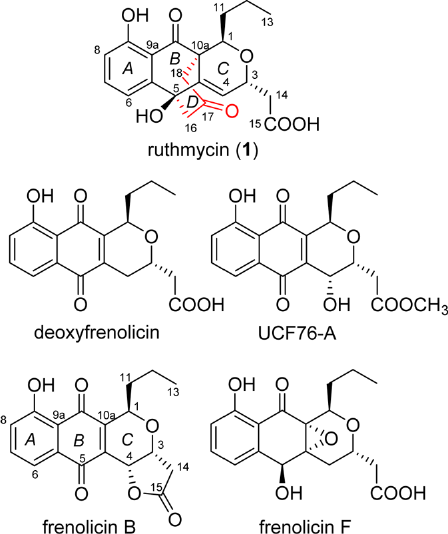 OH O 11 13
8 9a B 10a 1 O
A 18 C 3
6 5 D 4 14
HO 16 17 O 15 COOH
ruthmycin (1)
OH O O COOH O
deoxyfrenolicin
OH O O O OH COOCH3
UCF76-A
OH O 11 13
8 9a 10a 1 O
A B C 3
6 5 4 14
O O 15 O
frenolicin B
OH O O O OH COOH
frenolicin F